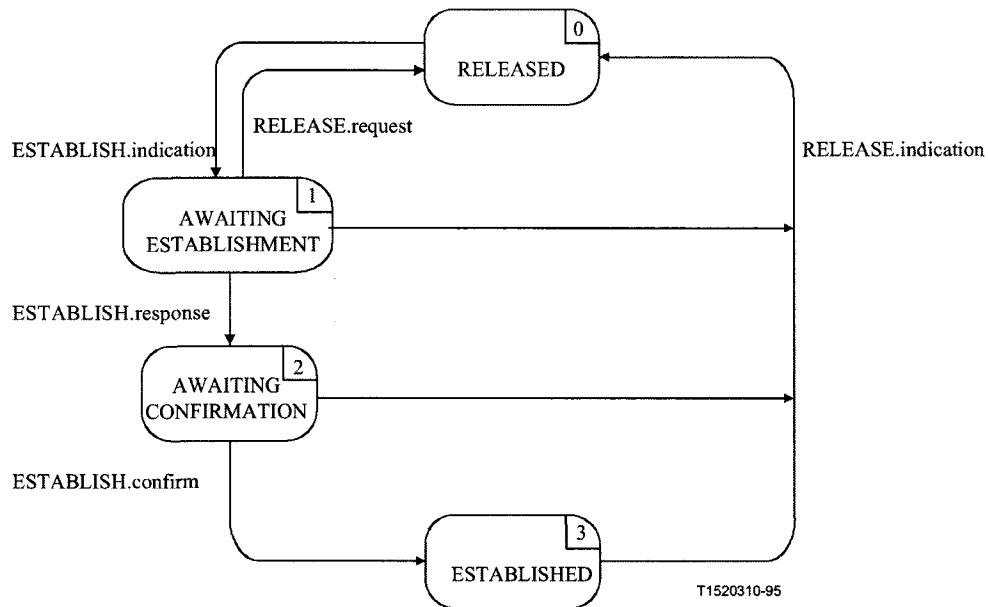 0
RELEASED
RELEASE.request
ESTABLISH.indication
RELEASE.indication
1
AWAITING
ESTABLISHMENT
ESTABLISH.response
2
AWAITING
CONFIRMATION
ESTABLISH.confirm
3
ESTABLISHED
T1520310-95